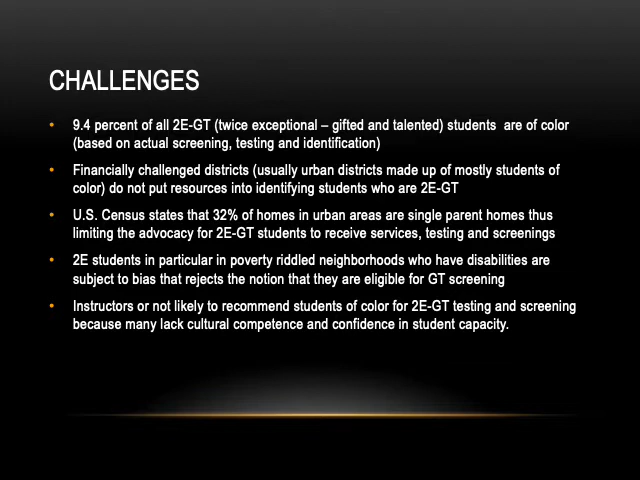 CHALLENGES
• 9.4 percent of all 2E-GT (twice exceptional – gifted and talented) students are of color
(based on actual screening, testing and identification)
• Financially challenged districts (usually urban districts made up of mostly students of
color) do not put resources into identifying students who are 2E-GT
• U.S. Census states that 32% of homes in urban areas are single parent homes thus
limiting the advocacy for 2E-GT students to receive services, testing and screenings
• 2E students in particular in poverty riddled neighborhoods who have disabilities are
subject to bias that rejects the notion that they are eligible for GT screening
• Instructors or not likely to recommend students of color for 2E-GT testing and screening
because many lack cultural competence and confidence in student capacity.